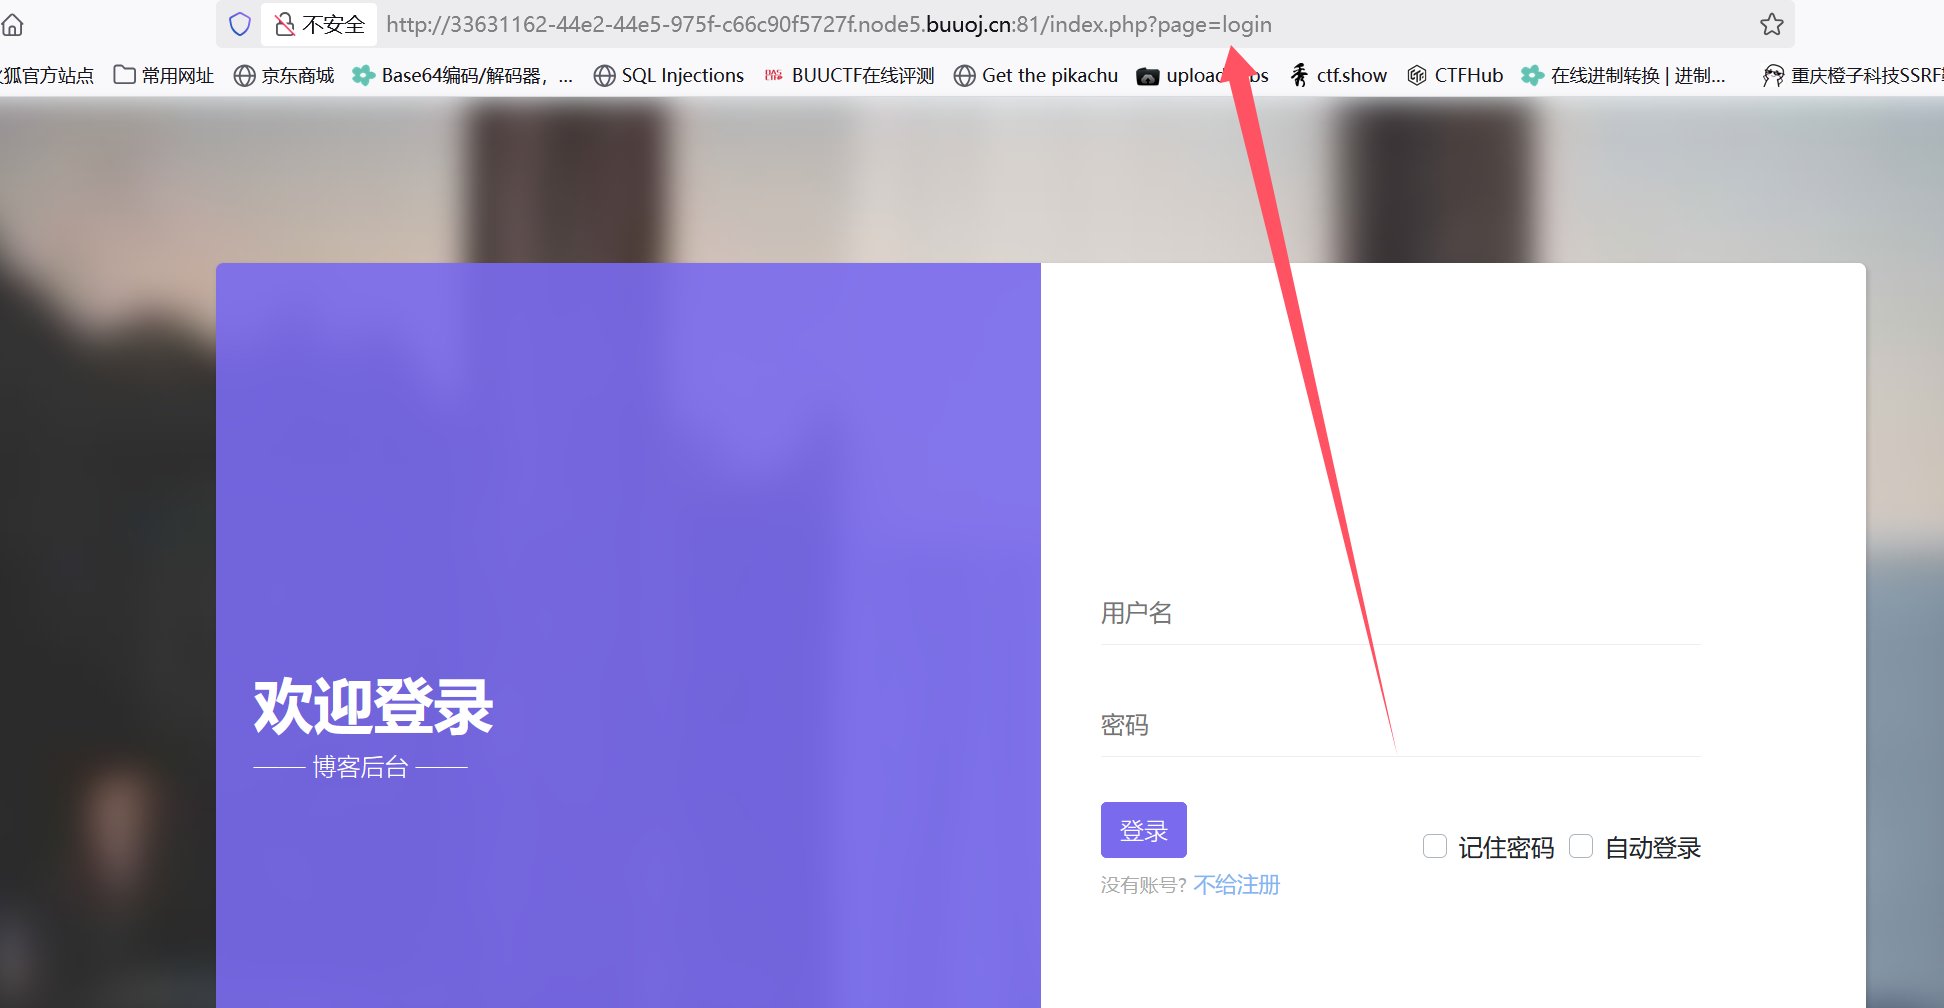 不安全 http://33631162-44e2-44e5-975f-c66c90f5727f.node5.buuoj.cn:81/index.php?page=login
狐官方站点 常用网址 京东商城 Base64编码/解码器，... SQL Injections BUUCTF在线评测 Get the pikachu upload bs ctf.show CTFHub 在线进制转换 | 进制... 重庆橙子科技SSRF
用户名
欢迎登录
密码
博客后台
登录
记住密码 自动登录
没有账号? 不给注册